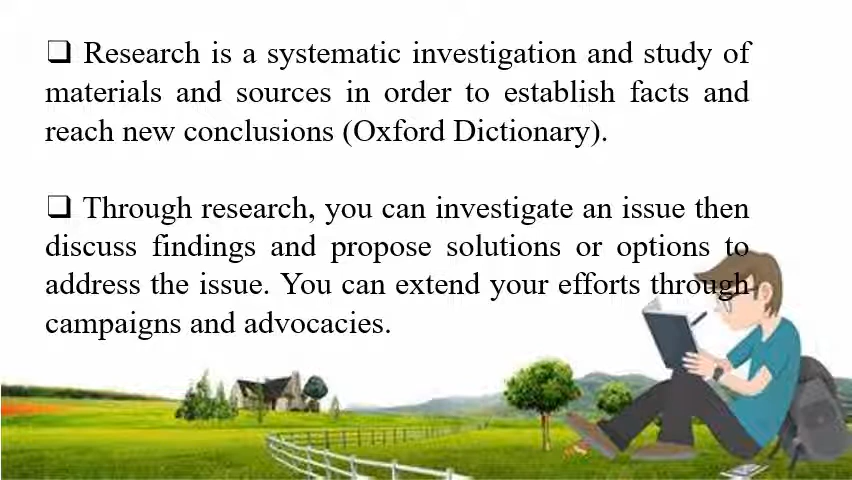 ❑ Research is a systematic investigation and study of
materials and sources in order to establish facts and
reach new conclusions (Oxford Dictionary).
❑ Through research, you can investigate an issue then
discuss findings and propose solutions or options to
address the issue. You can extend your efforts through
campaigns and advocacies.